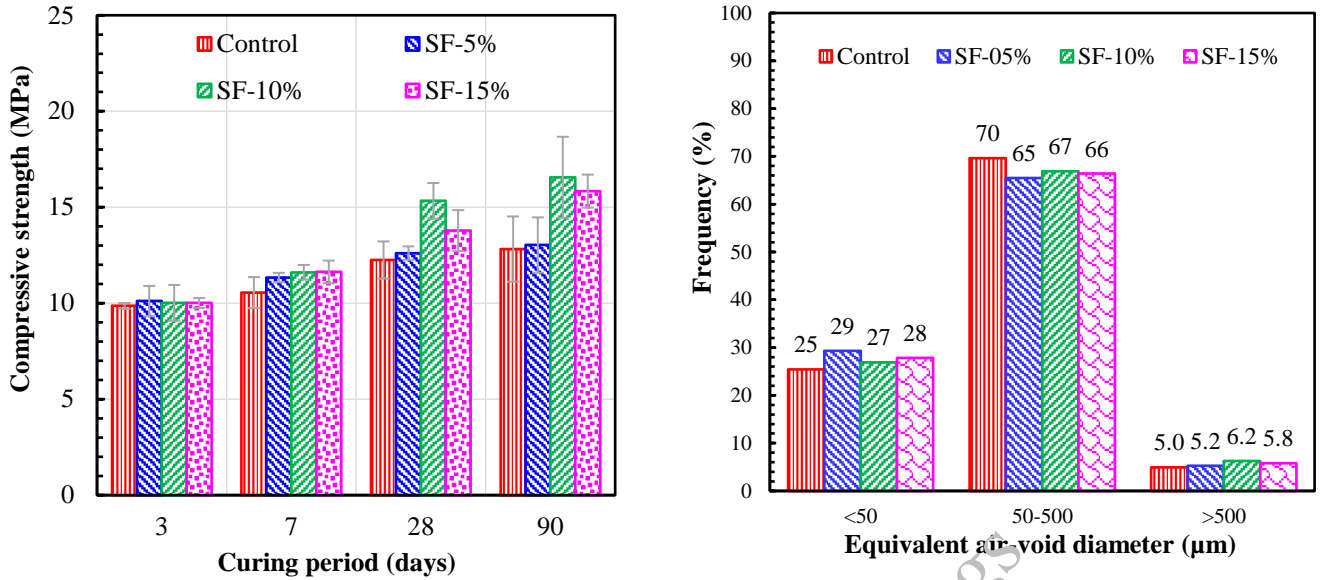 25
20
15
10
5
0
Compressive strength (MPa)
Control
SF-5%
SF-10%
SF-15%
3 7 28 90
Curing period (days)
100
90
80
70
60
50
40
30
20
10
0
Frequency (%)
Control SF-05% SF-10% SF-15%
25 29 27 28
70 65 67 66
5.0 5.2 6.2 5.8
<50 50-500 >500
Equivalent air-void diameter (µm)